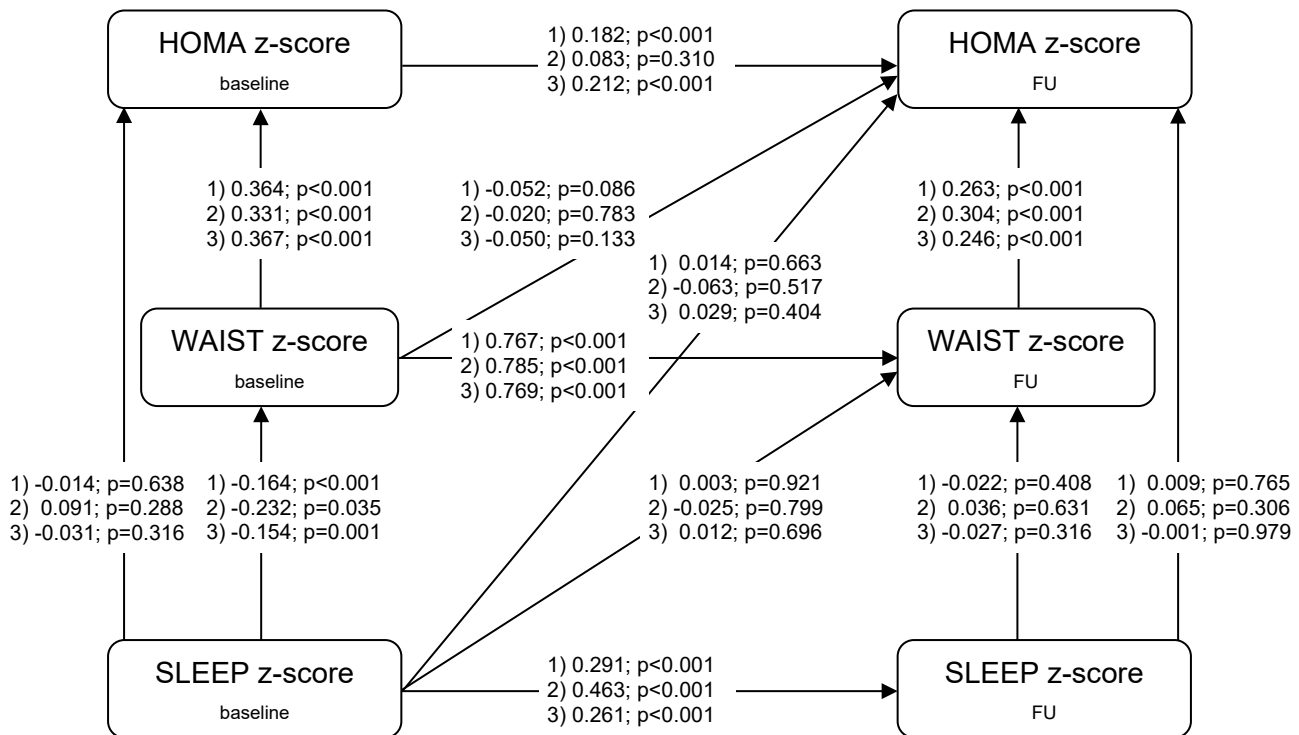 HOMA z-score
baseline
1) 0.182; p<0.001
2) 0.083; p=0.310
3) 0.212; p<0.001
HOMA z-score
FU
1) 0.364; p<0.001
2) 0.331; p<0.001
3) 0.367; p<0.001
1) -0.052; p=0.086
2) -0.020; p=0.783
3) -0.050; p=0.133
1) 0.014; p=0.663
2) -0.063; p=0.517
3) 0.029; p=0.404
1) 0.263; p<0.001
2) 0.304; p<0.001
3) 0.246; p<0.001
WAIST z-score
baseline
1) 0.767; p<0.001
2) 0.785; p<0.001
3) 0.769; p<0.001
WAIST z-score
FU
1) -0.014; p=0.638
2) 0.091; p=0.288
3) -0.031; p=0.316
1) -0.164; p<0.001
2) -0.232; p=0.035
3) -0.154; p=0.001
1) 0.003; p=0.921
2) -0.025; p=0.799
3) 0.012; p=0.696
1) -0.022; p=0.408
2) 0.036; p=0.631
3) -0.027; p=0.316
1) 0.009; p=0.765
2) 0.065; p=0.306
3) -0.001; p=0.979
SLEEP z-score
baseline
1) 0.291; p<0.001
2) 0.463; p<0.001
3) 0.261; p<0.001
SLEEP z-score
FU